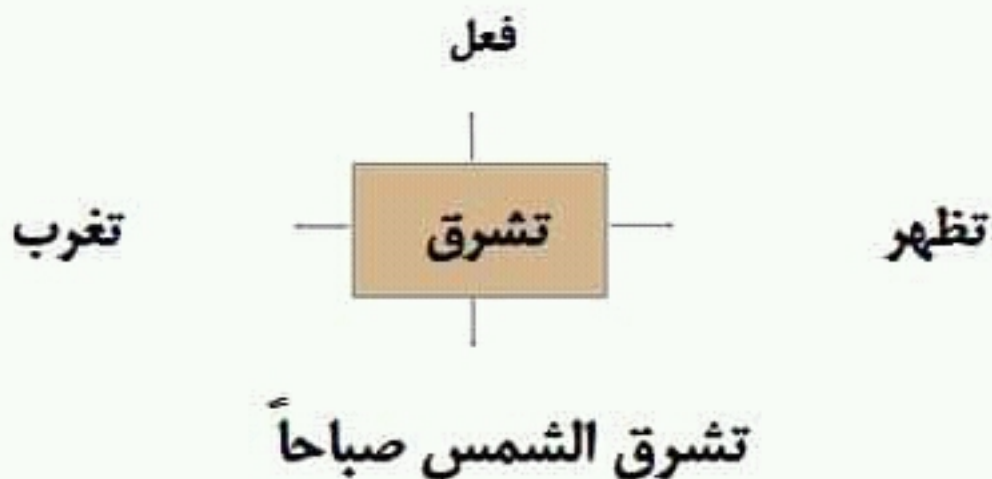 فعل
تظهر
تشرق
تغرب
تشرق الشمس صباحاً